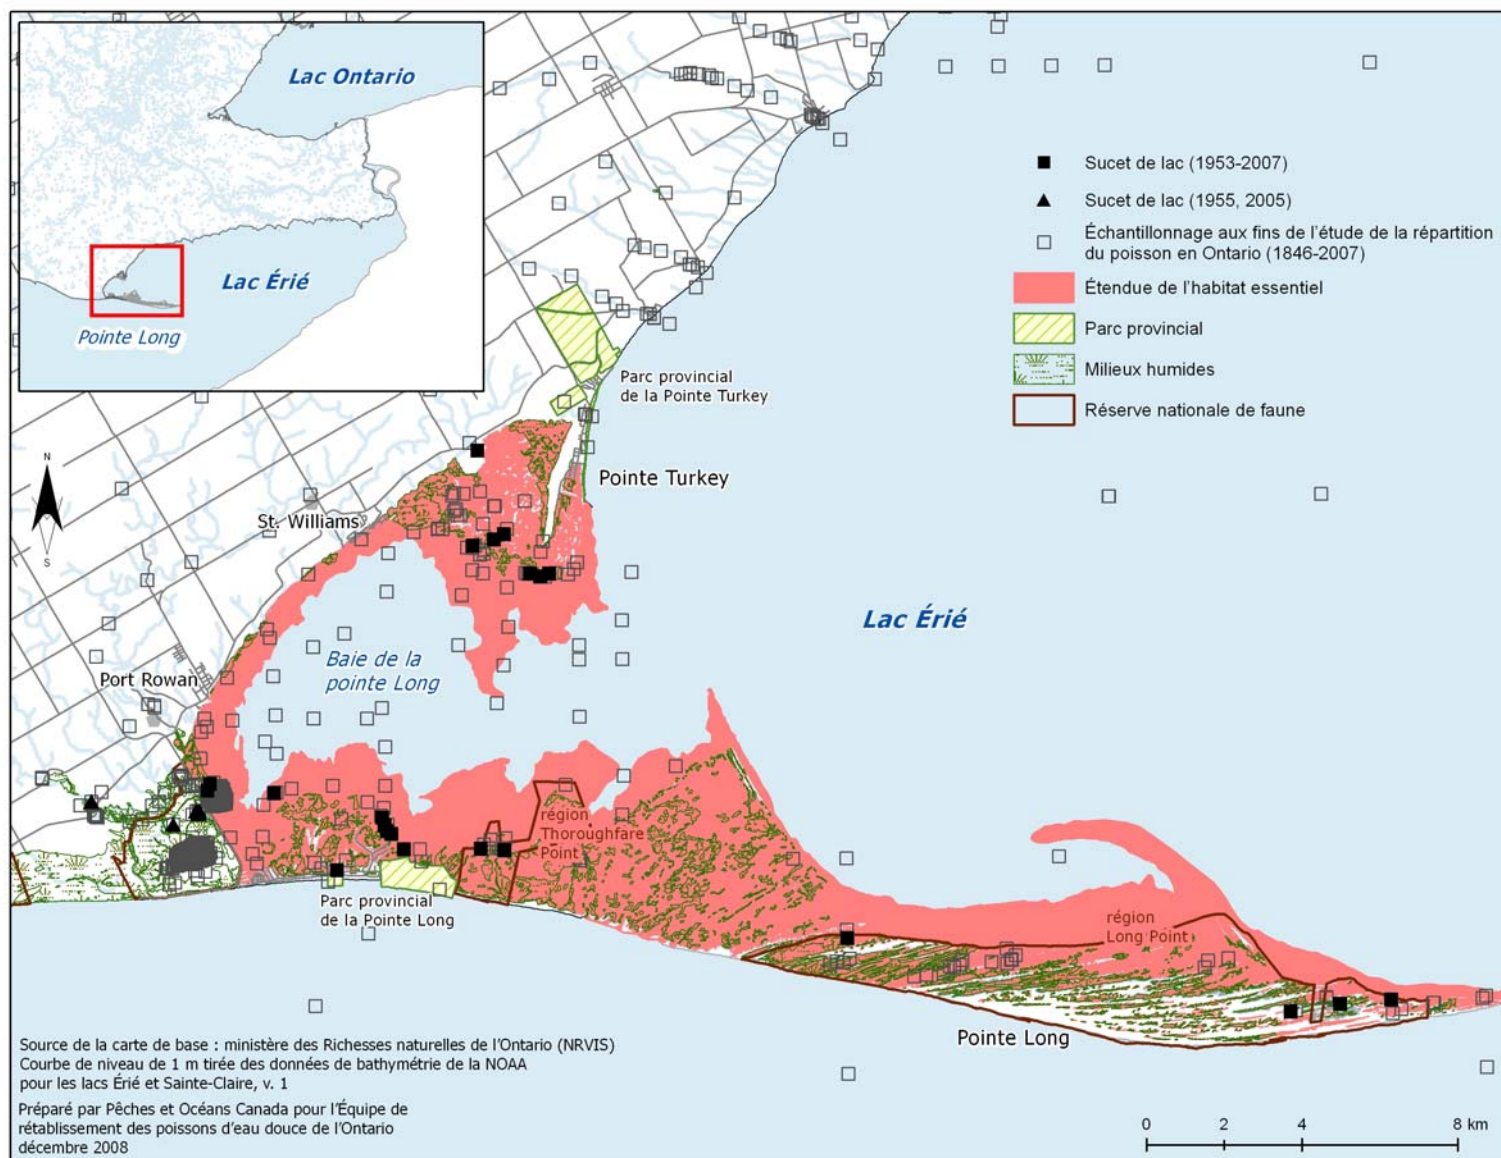 Lac Ontario
Lac Érié
Pointe Long
Sucet de lac (1953-2007)
Sucet de lac (1955, 2005)
Échantillonnage aux fins de l'étude de la répartition
du poisson en Ontario (1846-2007)
Étendue de l'habitat essentiel
Parc provincial
Milieux humides
Réserve nationale de faune
Parc provincial
de la Pointe Turkey
Pointe Turkey
N
S
St. Williams
Lac Érié
Baie de la
pointe Long
Port Rowan
région
Thoroughfare
Point
Parc provincial
de la Pointe Long
région
Long Point
Pointe Long
Source de la carte de base : ministère des Richesses naturelles de l'Ontario (NRVIS)
Courbe de niveau de 1 m tirée des données de bathymétrie de la NOAA
pour les lacs Érié et Sainte-Claire, v. 1
Préparé par Pêches et Océans Canada pour l'Équipe de
rétablissement des poissons d'eau douce de l'Ontario
décembre 2008
0 2 4 8 km